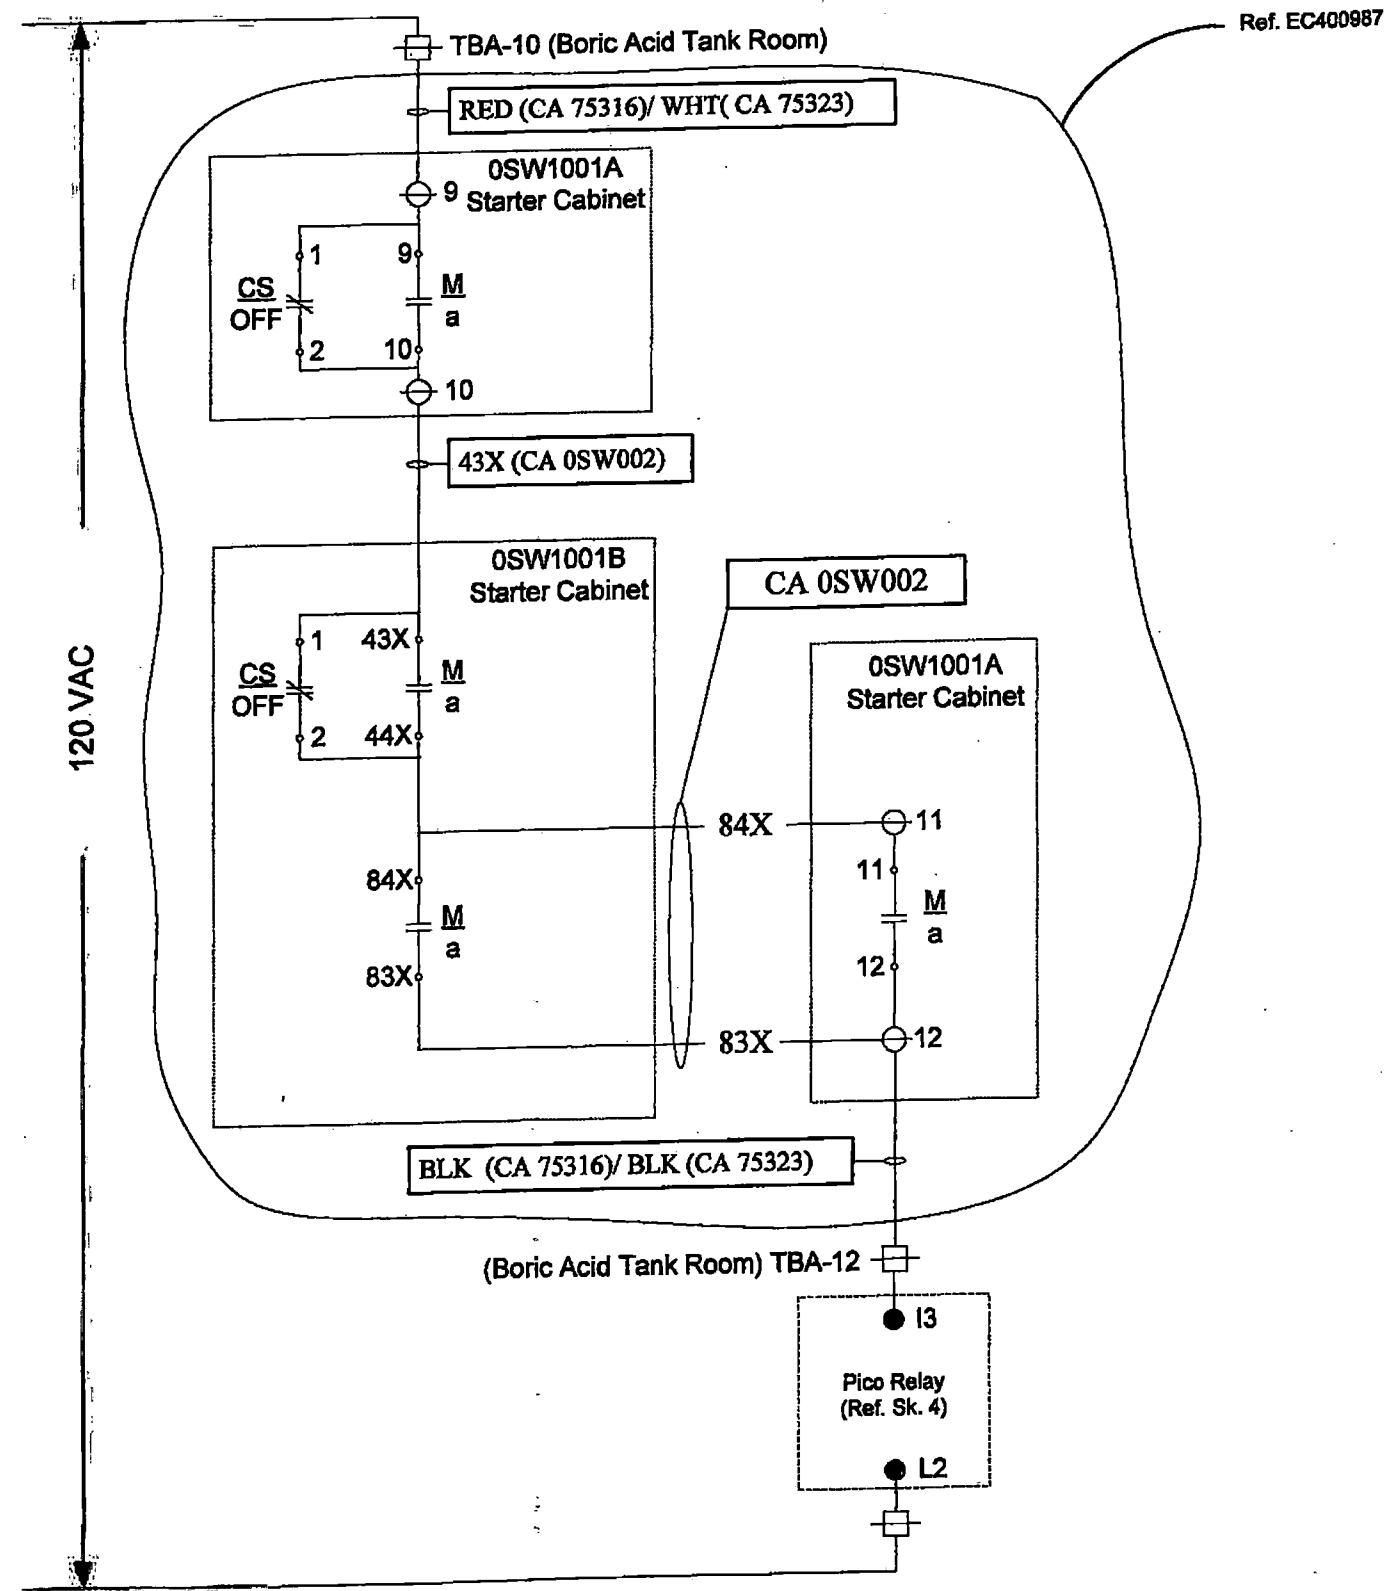 Ref. EC400987
TBA-10 (Boric Acid Tank Room)
RED (CA 75316)/ WHT( CA 75323)
0SW1001A
Starter Cabinet
9
1
9
CS
OFF
M
a
2
10
10
43X (CA 0SW002)
0SW1001B
Starter Cabinet
CA 0SW002
1
43X
CS
OFF
M
a
2
44X
120 VAC
0SW1001A
Starter Cabinet
84X
11
11
84X
M
a
M
a
83X
12
83X
12
BLK (CA 75316)/ BLK (CA 75323)
(Boric Acid Tank Room) TBA-12
I3
Pico Relay
(Ref. Sk. 4)
L2